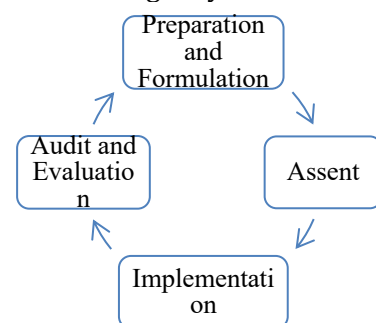 Preparation
and
Formulation
Audit and
Evaluatio
n
Assent
Implementati
on